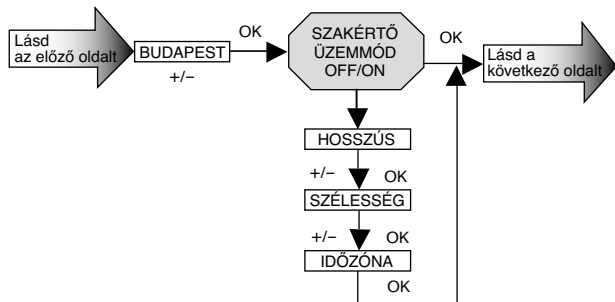 Lásd
az előző oldalt
BUDAPEST
+/–
OK
SZAKÉRTŐ
ÜZEMMÓD
OFF/ON
OK
Lásd a
következő oldalt
HOSSZÚS
+/– OK
SZÉLESSÉG
+/– OK
IDŐZÓNA
OK